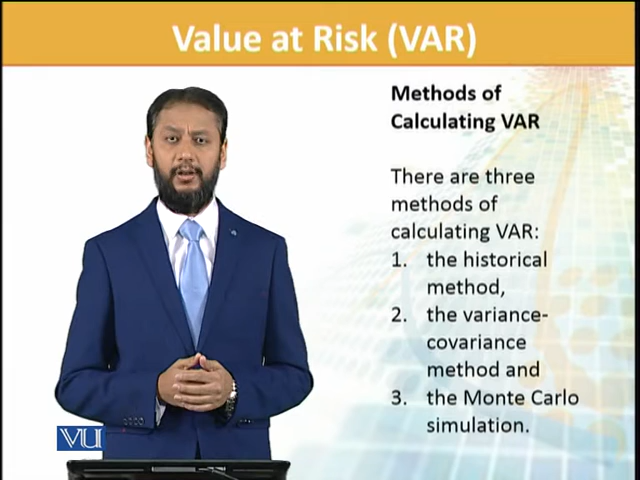 Value at Risk (VAR)
Methods of
Calculating VAR
There are three
methods of
calculating VAR:
1. the historical
method,
2. the variance-
covariance
method and
3. the Monte Carlo
simulation.
VU